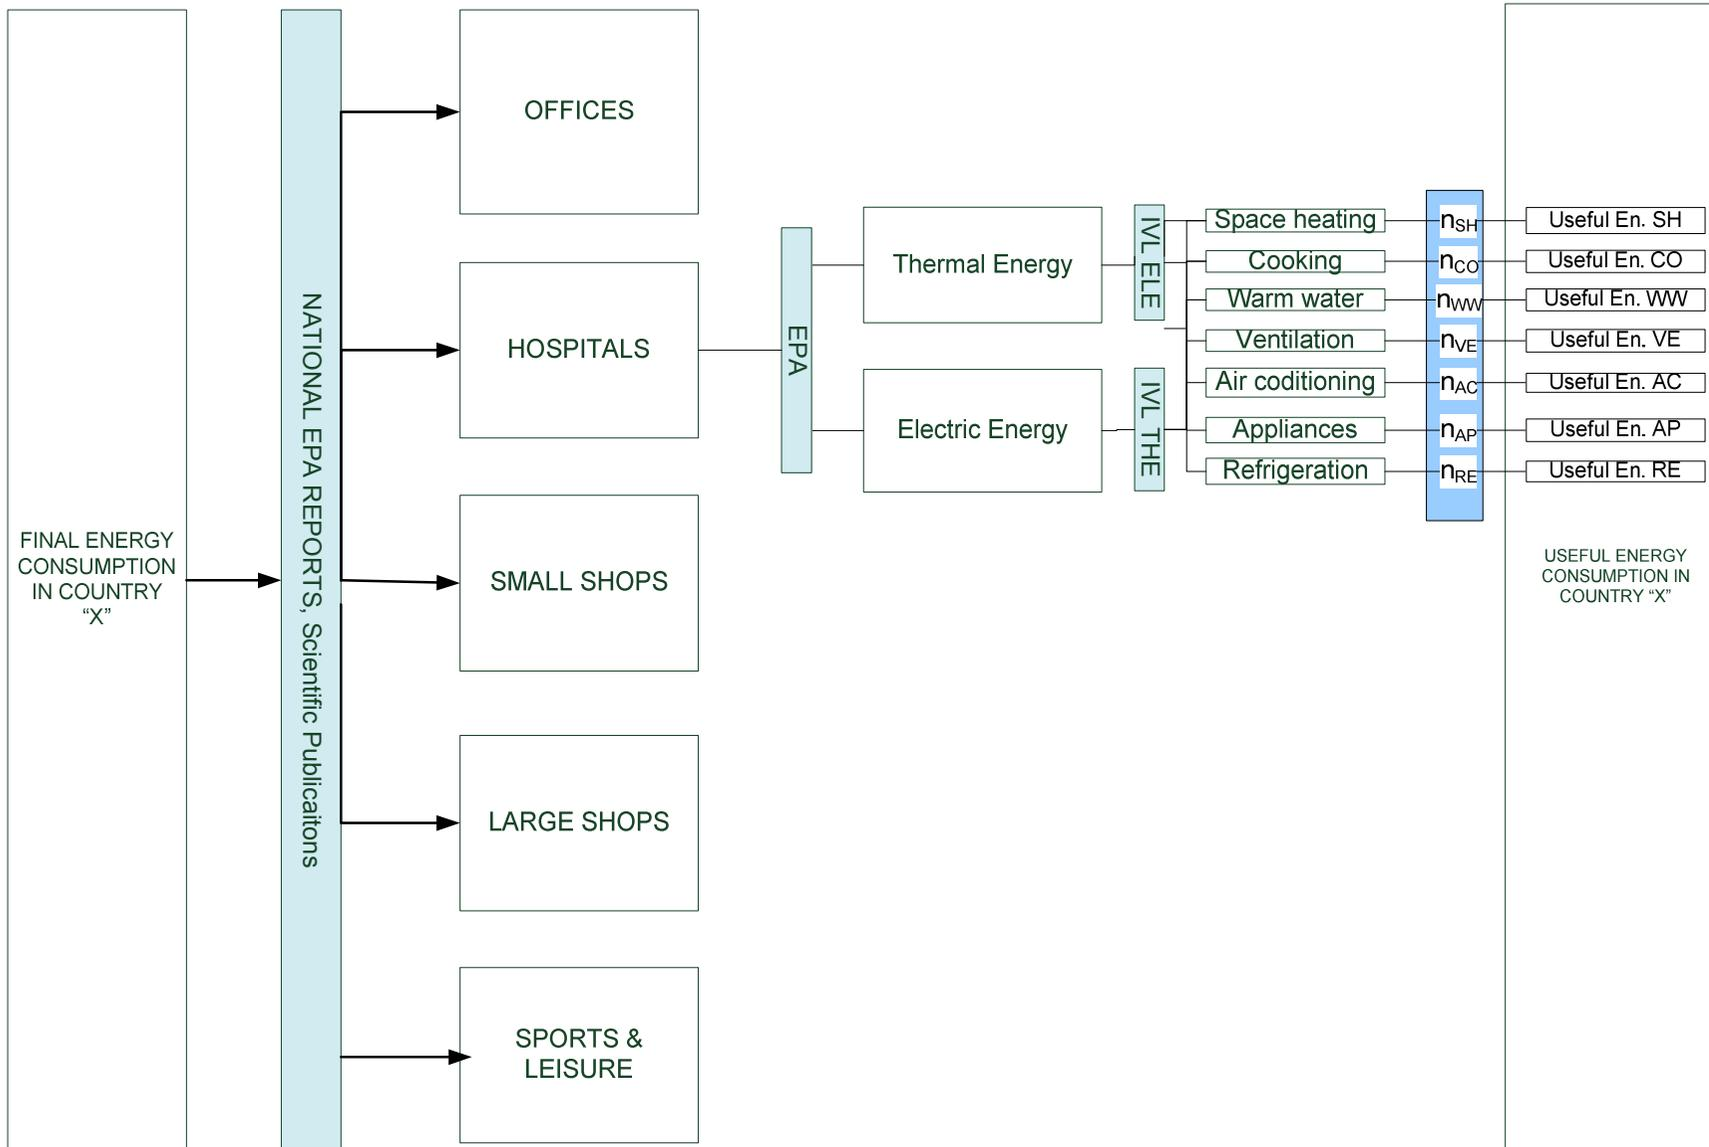 FINAL ENERGY
CONSUMPTION
IN COUNTRY
“X”
NATIONAL EPA REPORTS, Scientific Publicaitons
OFFICES
HOSPITALS
SMALL SHOPS
LARGE SHOPS
SPORTS &
LEISURE
EPA
Thermal Energy
Electric Energy
IVL ELE
IVL THE
Space heating
Cooking
Warm water
Ventilation
Air coditioning
Appliances
Refrigeration
nSH
nCO
nWW
nVE
nAC
nAP
nRE
Useful En. SH
Useful En. CO
Useful En. WW
Useful En. VE
Useful En. AC
Useful En. AP
Useful En. RE
USEFUL ENERGY
CONSUMPTION IN
COUNTRY “X”